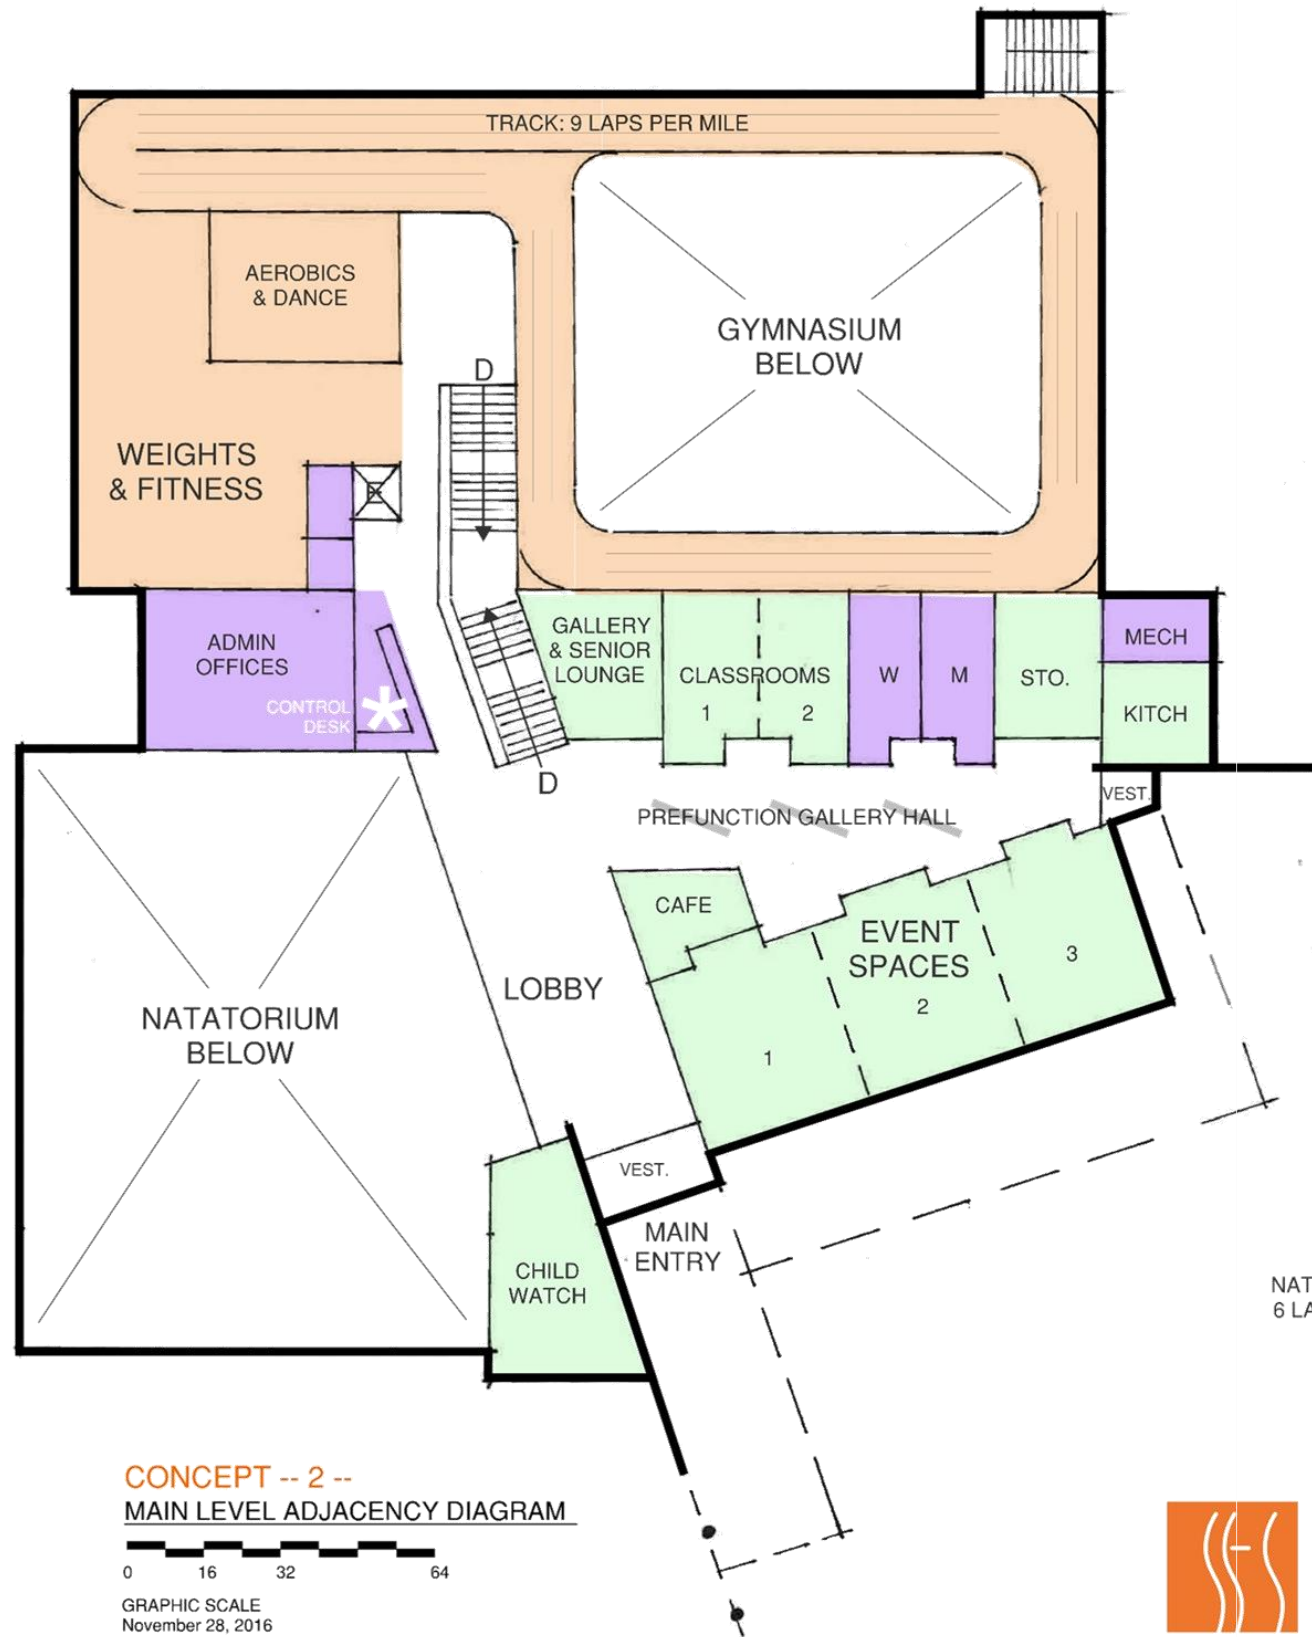 TRACK: 9 LAPS PER MILE
AEROBICS
& DANCE
GYMNASIUM
BELOW
D
WEIGHTS
& FITNESS
E
ADMIN
OFFICES
CONTROL
DESK
GALLERY
& SENIOR
LOUNGE
CLASSROOMS
1
2
W
M
STO.
MECH
KITCH
D
PREFUNCTION GALLERY HALL
VEST.
CAFE
EVENT
SPACES
1
2
3
LOBBY
NATATORIUM
BELOW
VEST.
MAIN
ENTRY
CHILD
WATCH
NAT
6 LA
CONCEPT -- 2 --
MAIN LEVEL ADJACENCY DIAGRAM
0 16 32 64
GRAPHIC SCALE
November 28, 2016